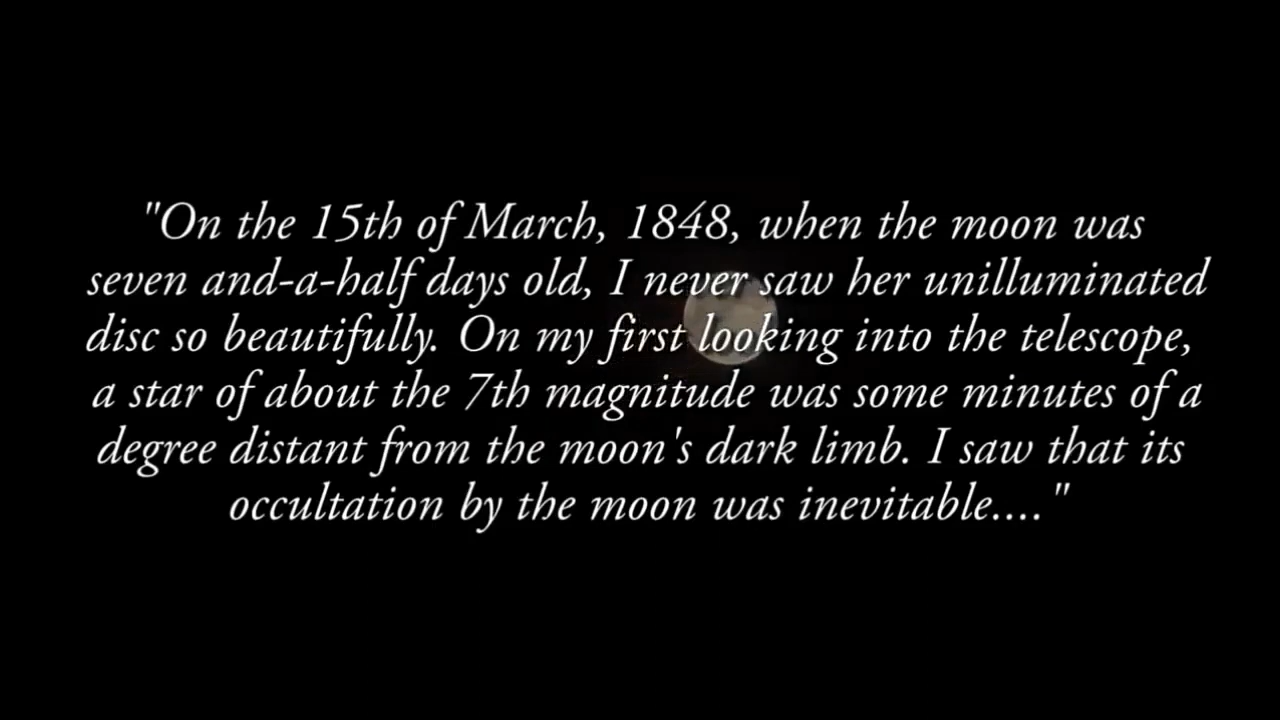 "On the 15th of March, 1848, when the moon was
seven and-a-half days old, I never saw her unilluminated
disc so beautifully. On my first looking into the telescope,
a star of about the 7th magnitude was some minutes of a
degree distant from the moon's dark limb. I saw that its
occultation by the moon was inevitable...."